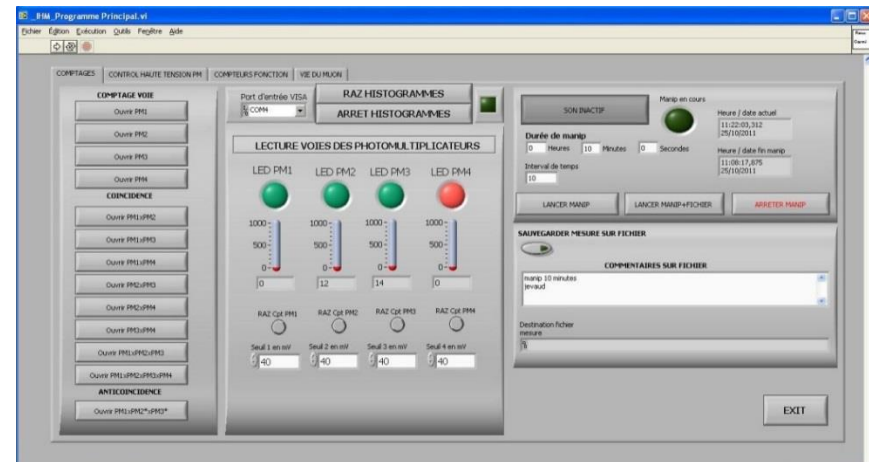 _IHM_Programme Principal.vi
Fichier Edition Exécution Outils Fenêtre Aide
COMPTAGES CONTROL HAUTE TENSION PM COMPTEURS FONCTION VIE DU MUON
COMPTAGE VOIE
Ouvrir PM1
Ouvrir PM2
Ouvrir PM3
Ouvrir PM4
COINCIDENCE
Ouvrir PM1xPM2
Ouvrir PM1xPM3
Ouvrir PM1xPM4
Ouvrir PM2xPM3
Ouvrir PM2xPM4
Ouvrir PM3xPM4
Ouvrir PM1xPM2xPM3
Ouvrir PM1xPM2xPM3xPM4
ANTICOINCIDENCE
Ouvrir PM1xPM2*xPM3*
Port d'entrée VISA
COM4
RAZ HISTOGRAMMES
ARRET HISTOGRAMMES
LECTURE VOIES DES PHOTOMULTIPLICATEURS
LED PM1 LED PM2 LED PM3 LED PM4
1000 1000 1000 1000
500 500 500 500
0 0 0 0
0 12 14 0
RAZ Cpt PM1 RAZ Cpt PM2 RAZ Cpt PM3 RAZ Cpt PM4
Seuil 1 en mV Seuil 2 en mV Seuil 3 en mV Seuil 4 en mV
40 40 40 40
SON INACTIF
Manip en cours
Heure / date actuel
11:22:03,312
25/10/2011
Durée de manip
0 Heures 10 Minutes 0 Secondes
Heure / date fin manip
11:08:17,875
25/10/2011
Interval de temps
10
LANCER MANIP LANCER MANIP+FICHIER ARRETER MANIP
SAUVEGARDER MESURE SUR FICHIER
COMMENTAIRES SUR FICHIER
manip 10 minutes
jevaud
Destination fichier
mesure
EXIT